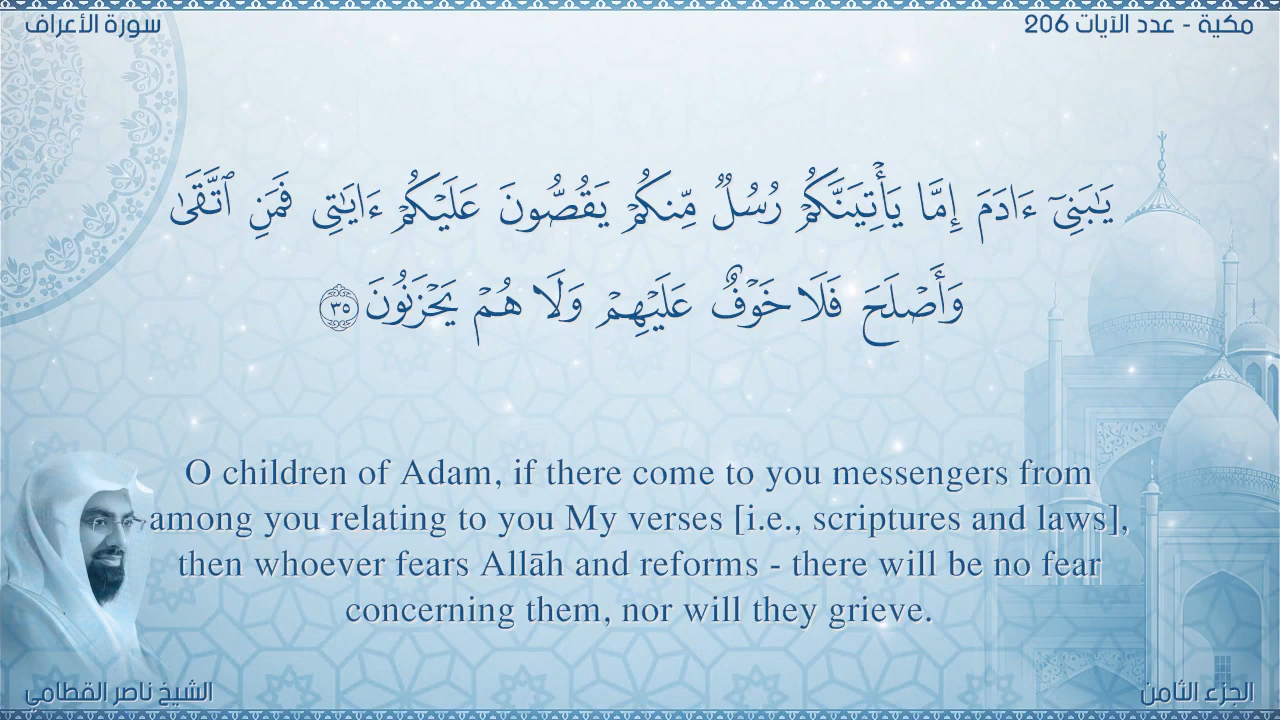 سورة الأعراف
مكية - عدد الآيات 206
يَٰبَنِىٓ ءَادَمَ إِمَّا يَأْتِيَنَّكُمْ رُسُلٌ مِّنكُمْ يَقُصُّونَ عَلَيْكُمْ ءَايَٰتِى فَمَنِ ٱتَّقَىٰ
وَأَصْلَحَ فَلَا خَوْفٌ عَلَيْهِمْ وَلَا هُمْ يَحْزَنُونَ ٣٥
O children of Adam, if there come to you messengers from
among you relating to you My verses [i.e., scriptures and laws],
then whoever fears Allāh and reforms - there will be no fear
concerning them, nor will they grieve.
الشيخ ناصر القطامي
الجزء الثامن